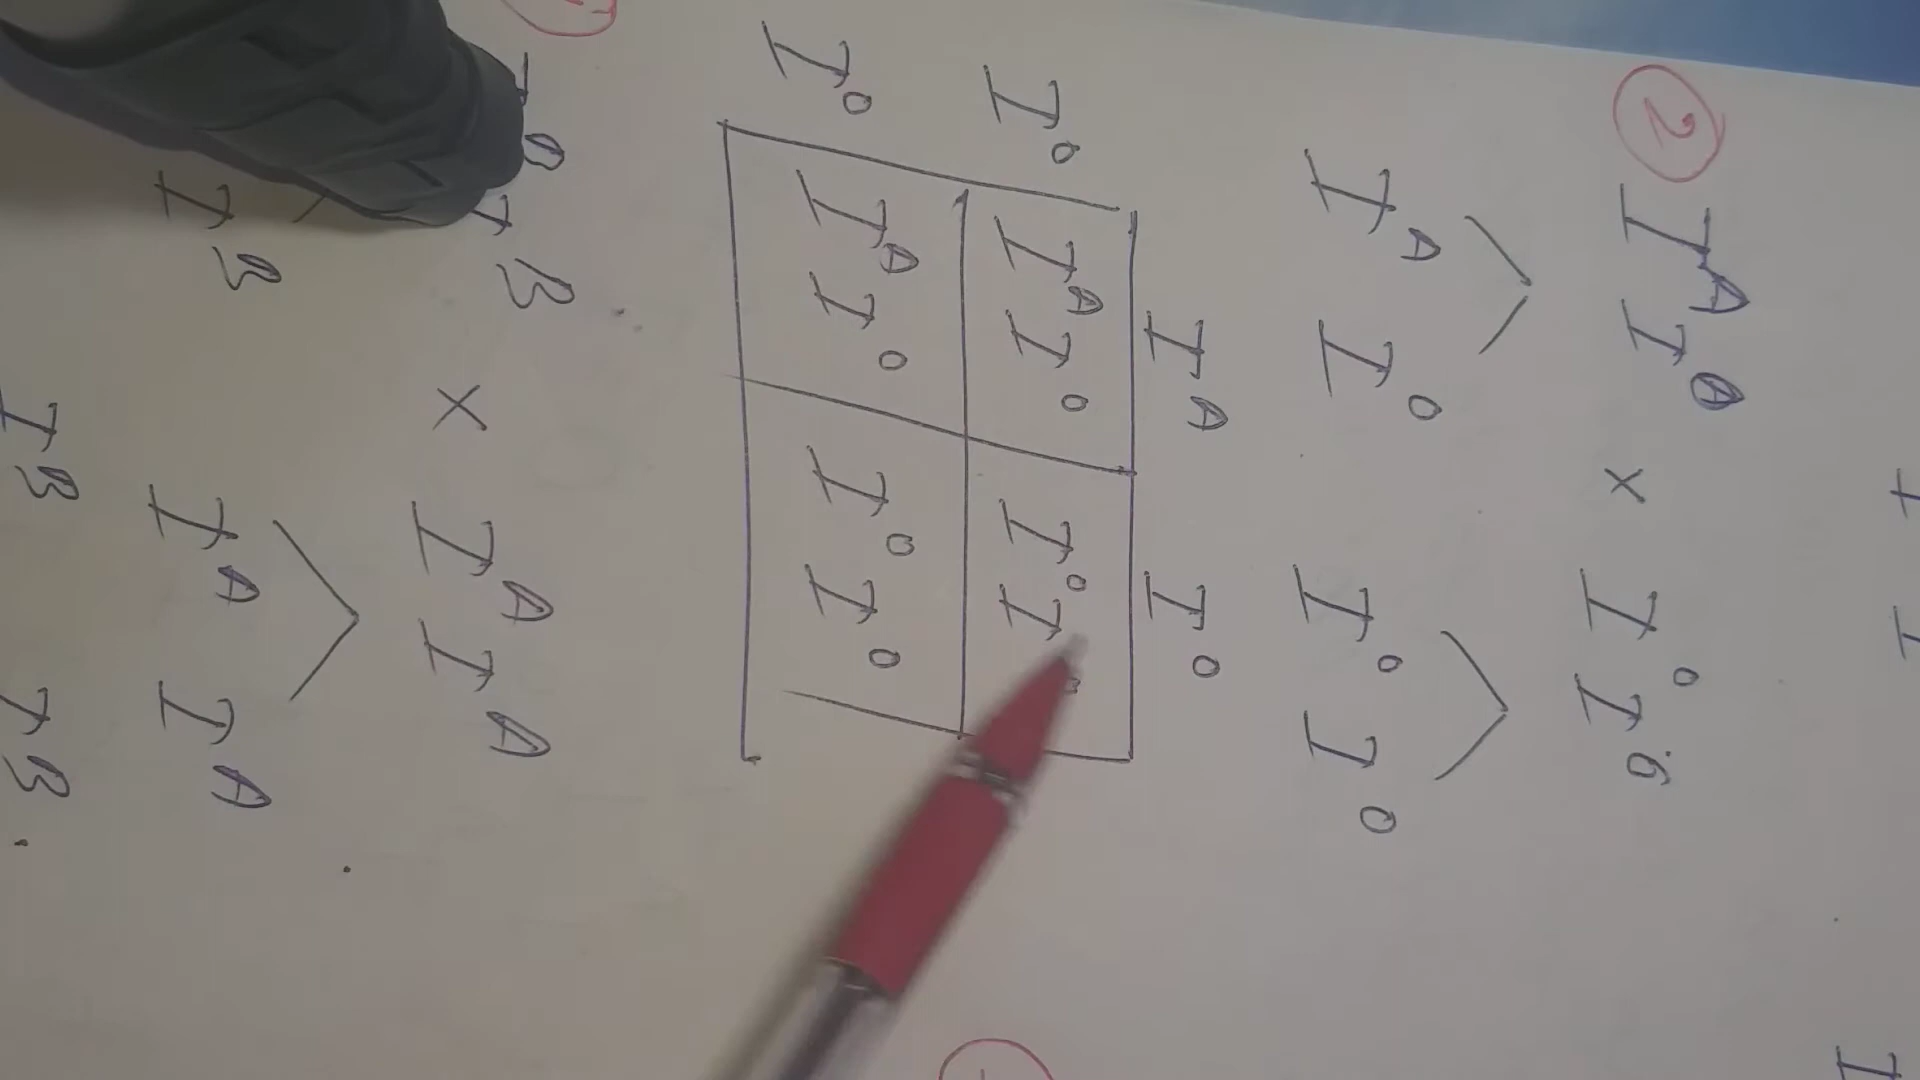 ②
I^A I^O × I^O I^O
I^A I^O I^O I^O
I^A I^O
I^O I^A I^O I^O I^O
I^O I^A I^O I^O I^O
I^B × I^A I^A
I^B I^A I^A
I^B I^B